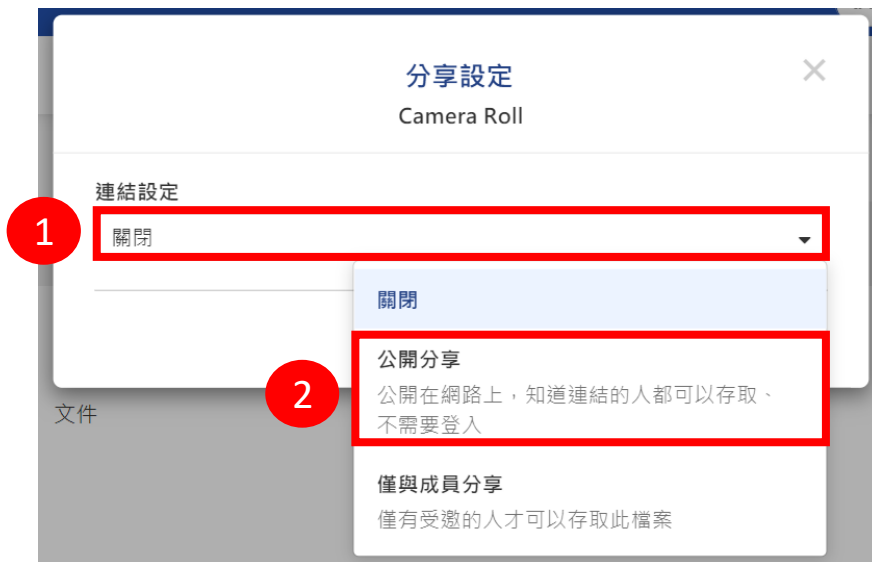 分享設定
Camera Roll
連結設定
1
關閉
關閉
公開分享
2
公開在網路上，知道連結的人都可以存取、
不需要登入
文件
僅與成員分享
僅有受邀的人才可以存取此檔案